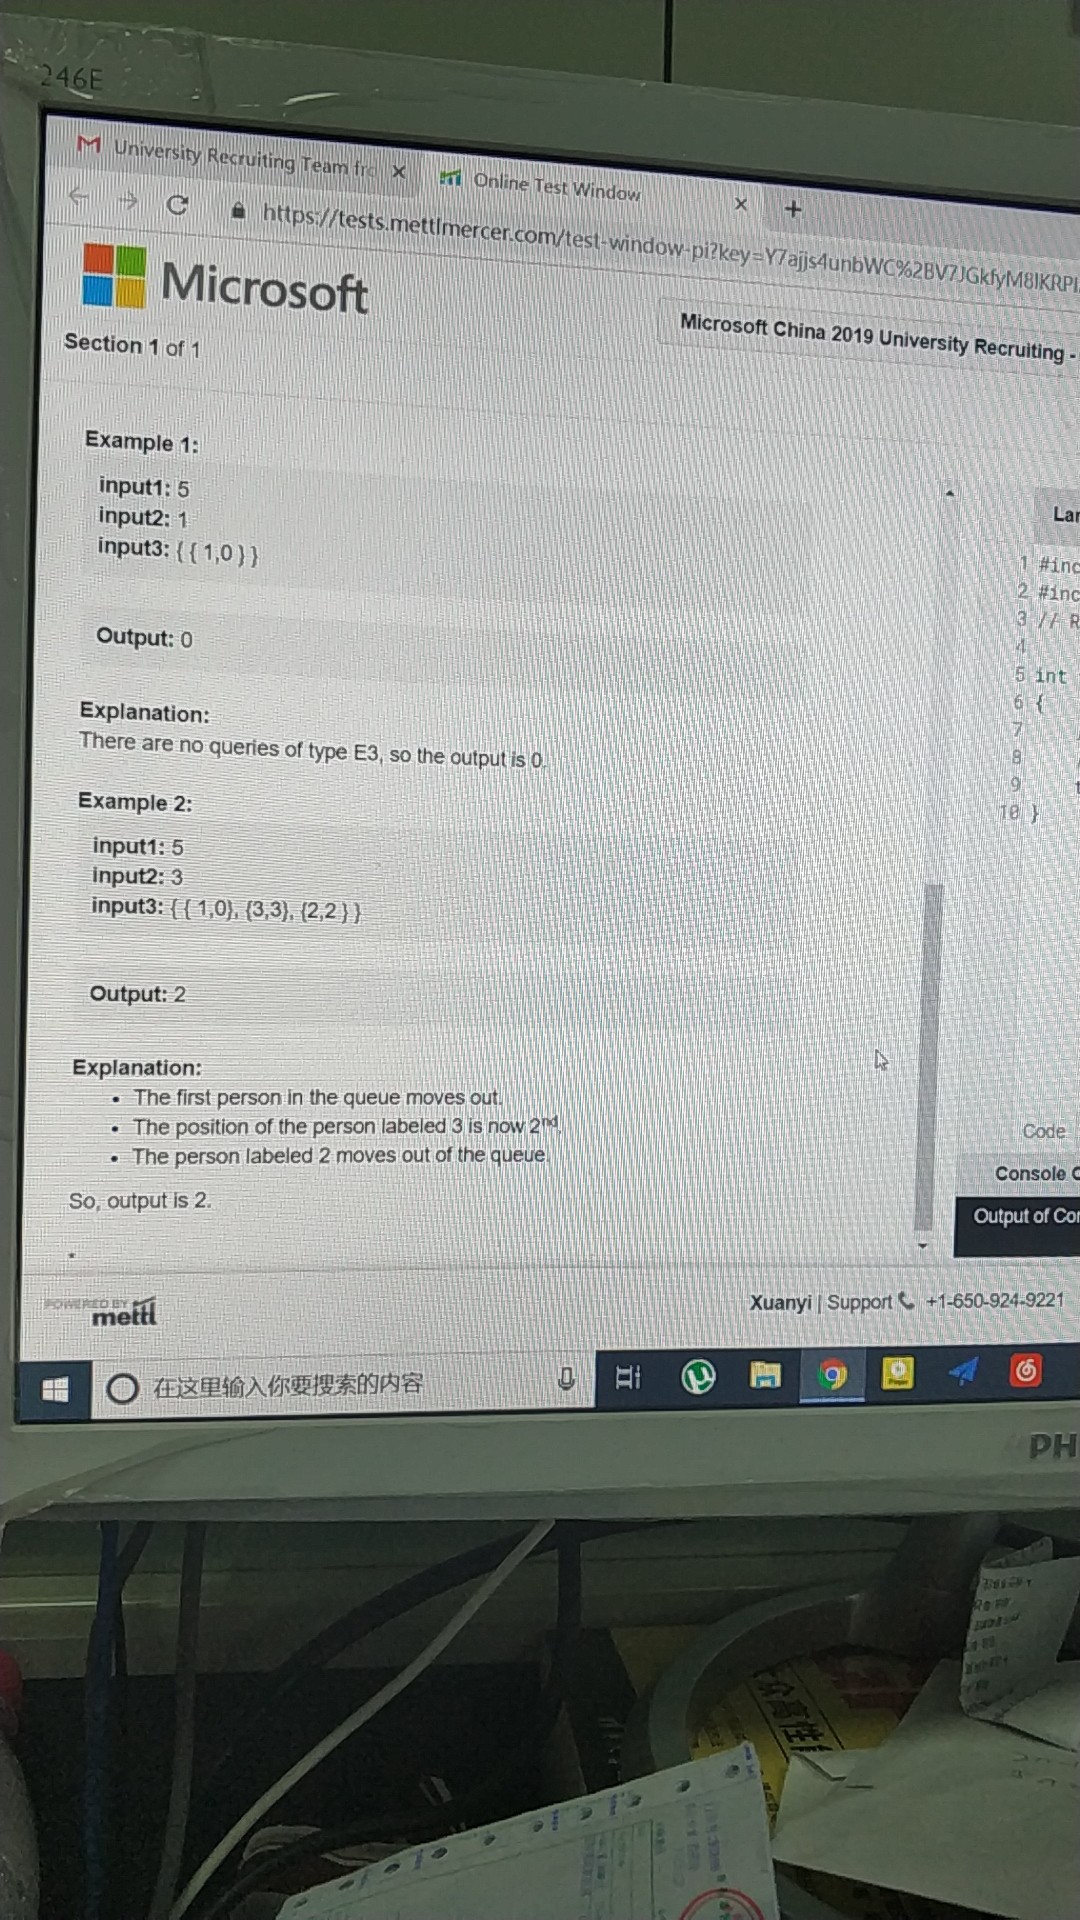 246E
University Recruiting Team fro
Online Test Window
https://tests.mettlmercer.com/test-window-pi?key=Y7ajjs4unbWC%2BV7JGkfyM8IKRPI
Microsoft
Microsoft China 2019 University Recruiting -
Section 1 of 1
Example 1:
input1: 5
input2: 1
input3: { { 1,0 } }
Output: 0
Explanation:
There are no queries of type E3, so the output is 0.
Example 2:
input1: 5
input2: 3
input3: { { 1,0}, {3,3}, {2,2 } }
Output: 2
Explanation:
• The first person in the queue moves out.
• The position of the person labeled 3 is now 2nd.
• The person labeled 2 moves out of the queue.
So, output is 2.
Lar
1 #inc
2 #inc
3 // R
4
5 int
6 {
7
8
9
10 }
Code
Console C
Output of Cor
POWERED BY
mettl
Xuanyi | Support +1-650-924-9221
在这里输入你要搜索的内容
PH